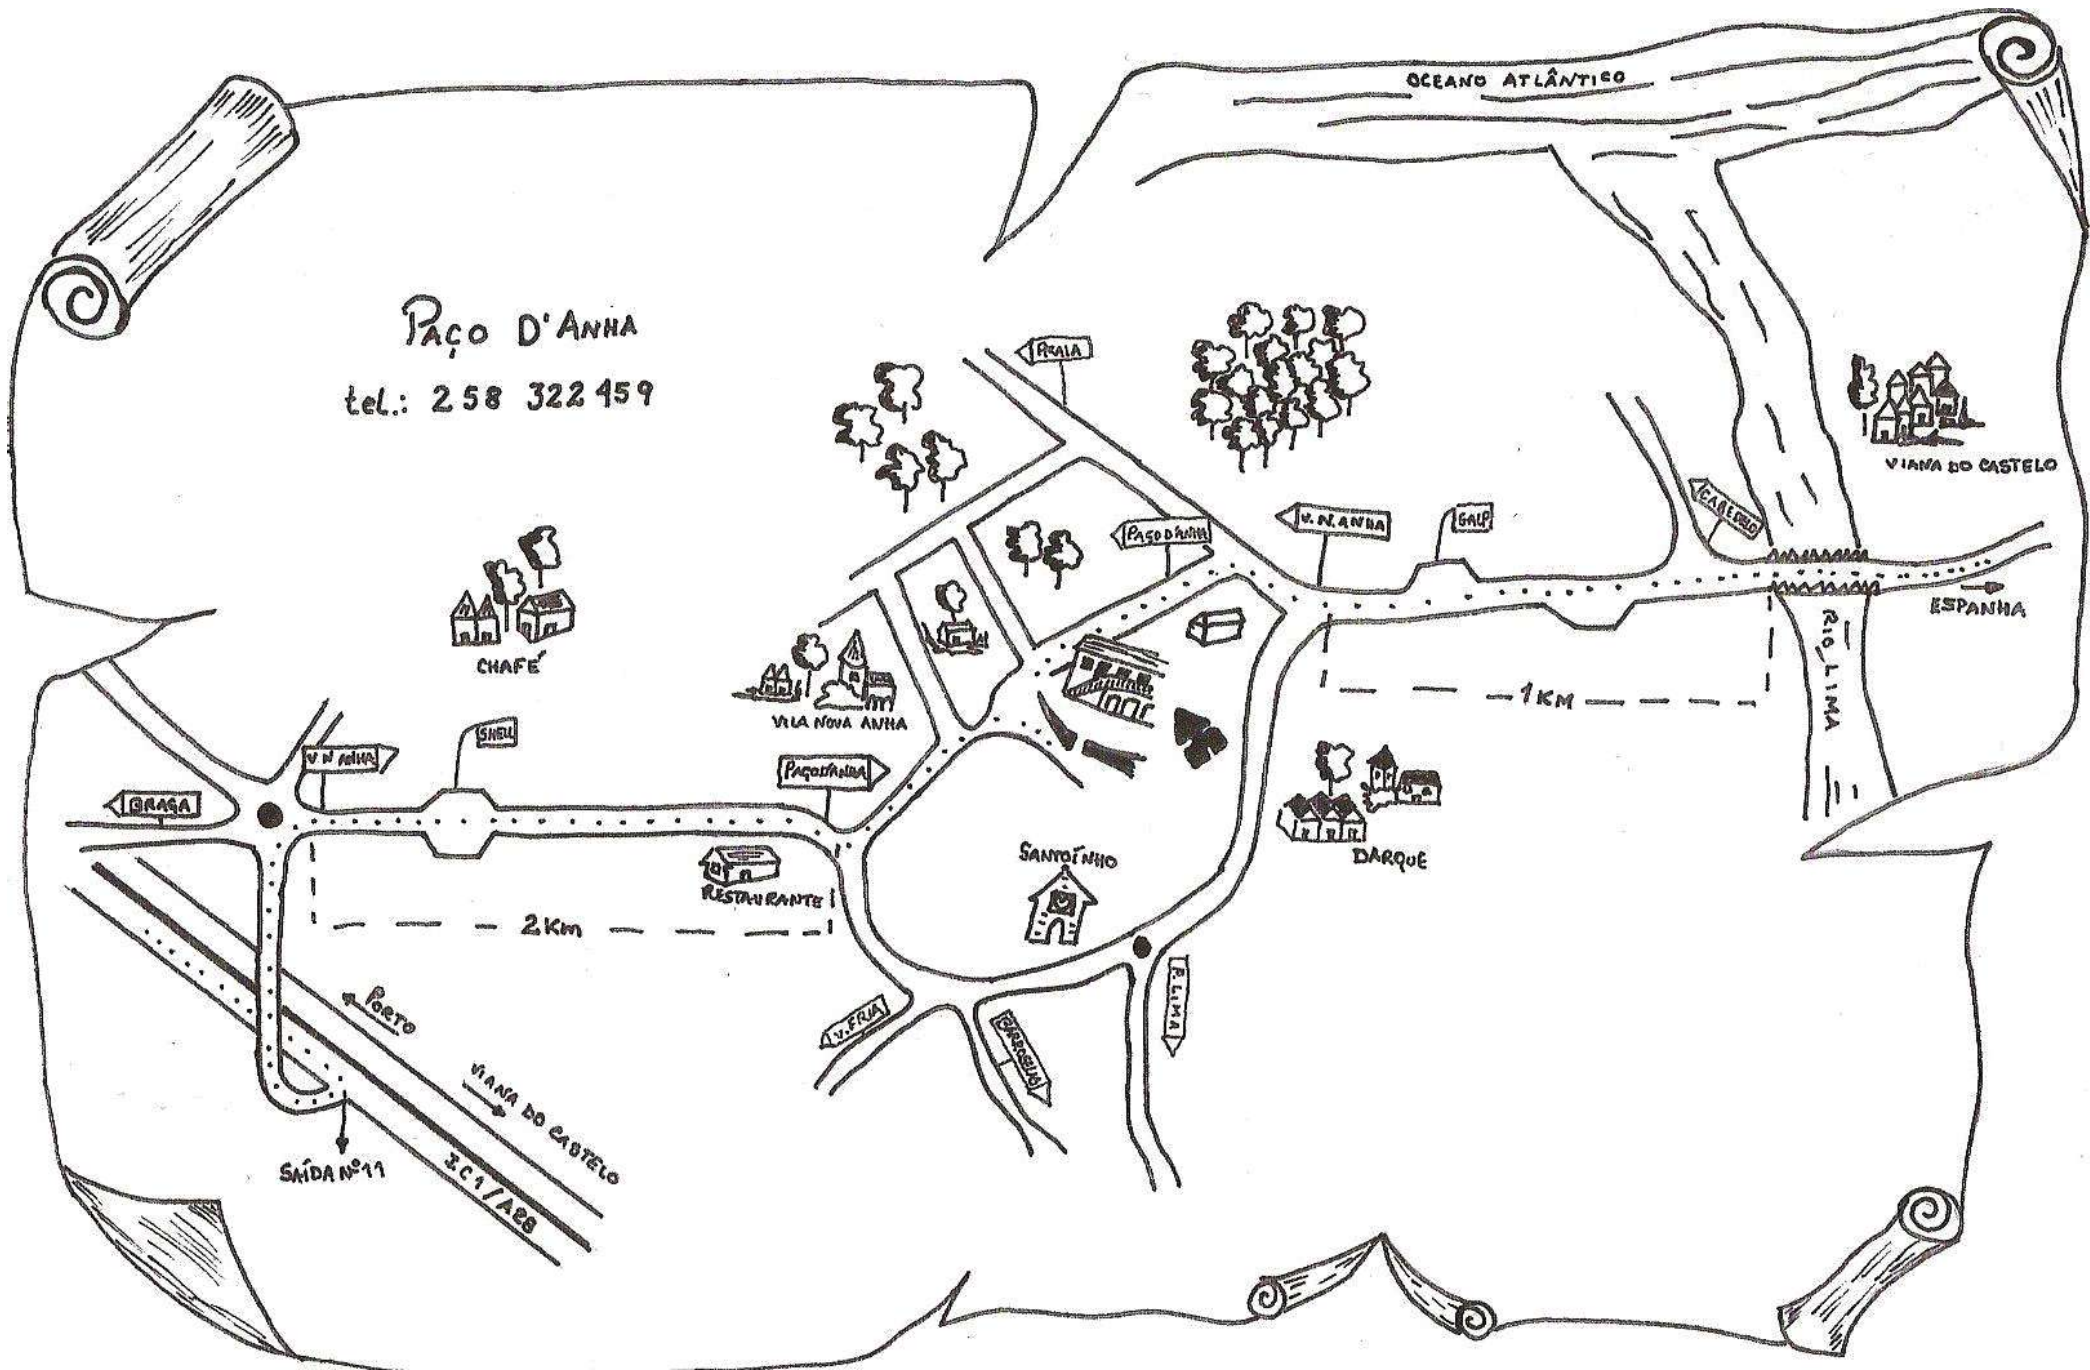 OCEANO ATLÂNTICO
PAÇO D'ANHA
tel.: 258 322 459
PRAIA
VIANA DO CASTELO
CABEDELO
V. N. ANHA
GALP
PAÇO D'ANHA
ESPANHA
RIO LIMA
CHAFÉ
1 KM
VILA NOVA ANHA
SHELL
V N ANHA
PAÇO D'ANHA
BRAGA
DARQUE
SANTOÍNHO
RESTAURANTE
2 Km
PORTO
P. LIMA
V. FRIA
BARROSELAS
VIANA DO CASTELO
SAÍDA Nº 11
I.C 1 / A28